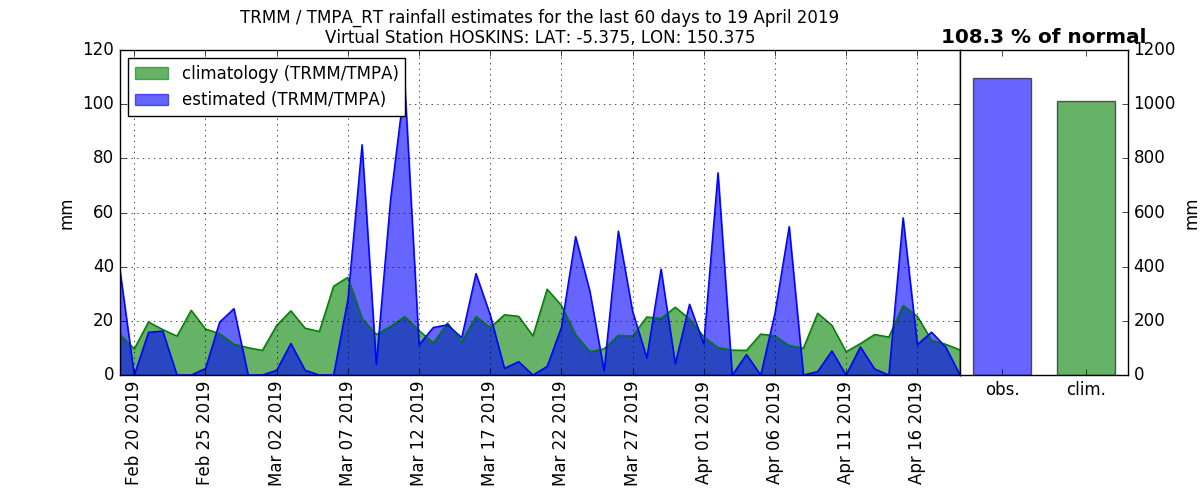 TRMM / TMPA_RT rainfall estimates for the last 60 days to 19 April 2019
Virtual Station HOSKINS: LAT: -5.375, LON: 150.375
108.3 % of normal
climatology (TRMM/TMPA)
estimated (TRMM/TMPA)
120
100
80
60
40
20
0
mm
1200
1000
800
600
400
200
0
mm
obs.
clim.
Feb 20 2019
Feb 25 2019
Mar 02 2019
Mar 07 2019
Mar 12 2019
Mar 17 2019
Mar 22 2019
Mar 27 2019
Apr 01 2019
Apr 06 2019
Apr 11 2019
Apr 16 2019